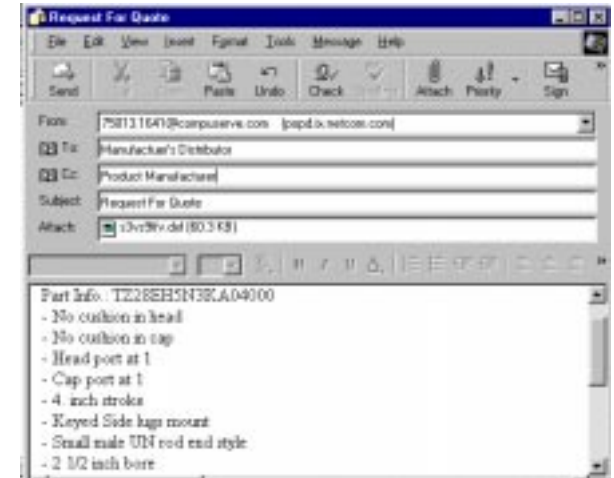 Request For Quote
File Edit View Insert Format Tools Message Help
Send Paste Undo Check Attach Priority Sign
From: 75013.1641@compuserve.com (popd.ix.netcom.com)
To: Manufacturer's Distributor
Cc: Product Manufacturer
Subject: Request For Quote
Attach: (60.3 KB)
Part Info.: TZ28EH5N3KA04000
- No cushion in head
- No cushion in cap
- Head port at 1
- Cap port at 1
- 4. inch stroke
- Keyed Side lugs mount
- Small male UN rod end style
- 2 1/2 inch bore